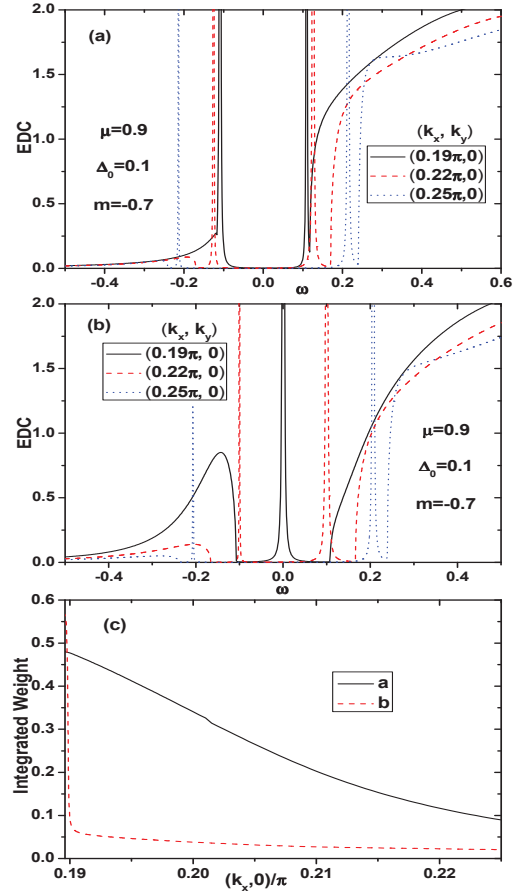 (a)
2.0
1.5
1.0
0.5
0.0
EDC
μ=0.9
Δ₀=0.1
m=-0.7
(kₓ, kᵧ)
(0.19π,0)
(0.22π,0)
(0.25π,0)
-0.4 -0.2 0.0 0.2 0.4 0.6
ω
(b)
2.0
1.5
1.0
0.5
0.0
EDC
(kₓ, kᵧ)
(0.19π, 0)
(0.22π, 0)
(0.25π, 0)
μ=0.9
Δ₀=0.1
m=-0.7
-0.4 -0.2 0.0 0.2 0.4
ω
(c)
0.6
0.5
0.4
0.3
0.2
0.1
0.0
Integrated Weight
a
b
0.19 0.20 0.21 0.22
(kₓ,0)/π